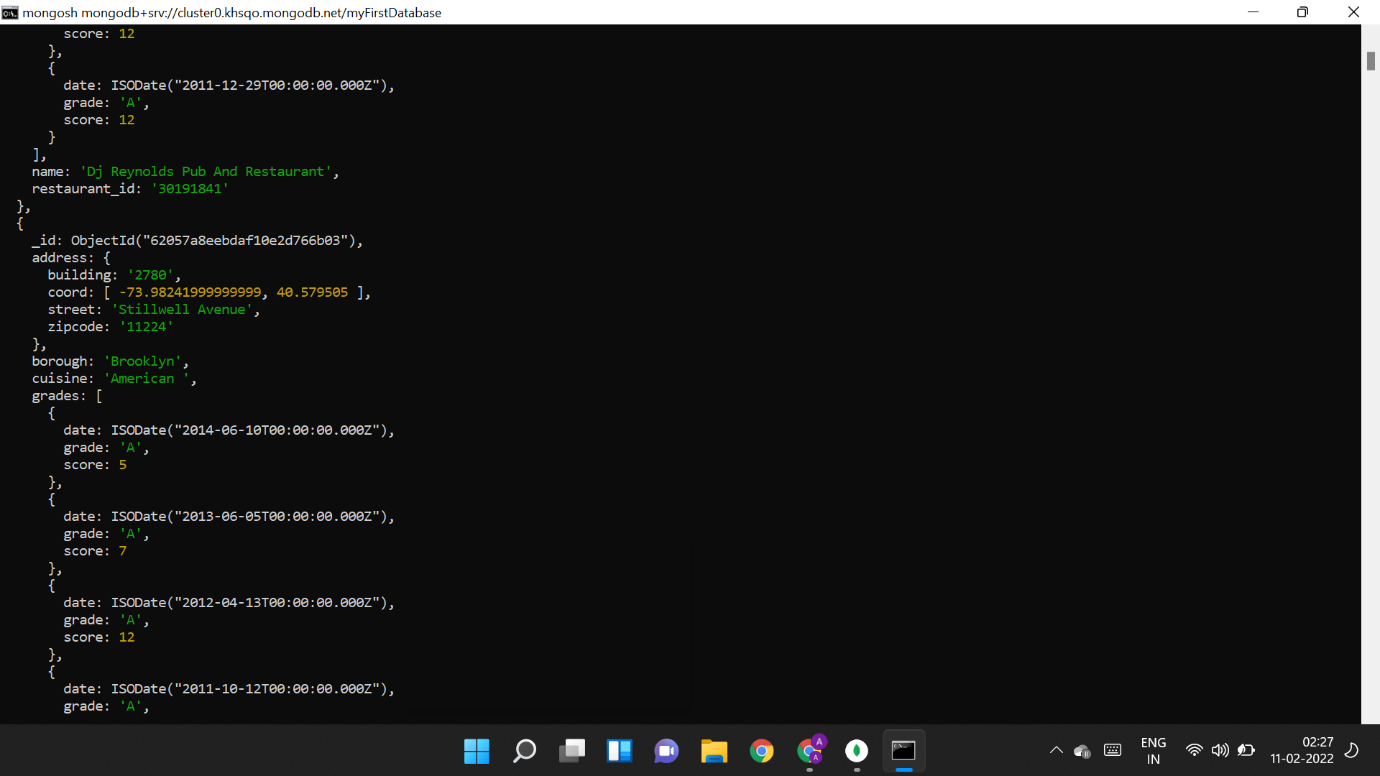 mongosh mongodb+srv://cluster0.khsqo.mongodb.net/myFirstDatabase
score: 12
},
{
date: ISODate("2011-12-29T00:00:00.000Z"),
grade: 'A',
score: 12
}
],
name: 'Dj Reynolds Pub And Restaurant',
restaurant_id: '30191841'
},
{
_id: ObjectId("62057a8eebdaf10e2d766b03"),
address: {
building: '2780',
coord: [ -73.98241999999999, 40.579505 ],
street: 'Stillwell Avenue',
zipcode: '11224'
},
borough: 'Brooklyn',
cuisine: 'American ',
grades: [
{
date: ISODate("2014-06-10T00:00:00.000Z"),
grade: 'A',
score: 5
},
{
date: ISODate("2013-06-05T00:00:00.000Z"),
grade: 'A',
score: 7
},
{
date: ISODate("2012-04-13T00:00:00.000Z"),
grade: 'A',
score: 12
},
{
date: ISODate("2011-10-12T00:00:00.000Z"),
grade: 'A',
A
A
ENG
IN
02:27
11-02-2022